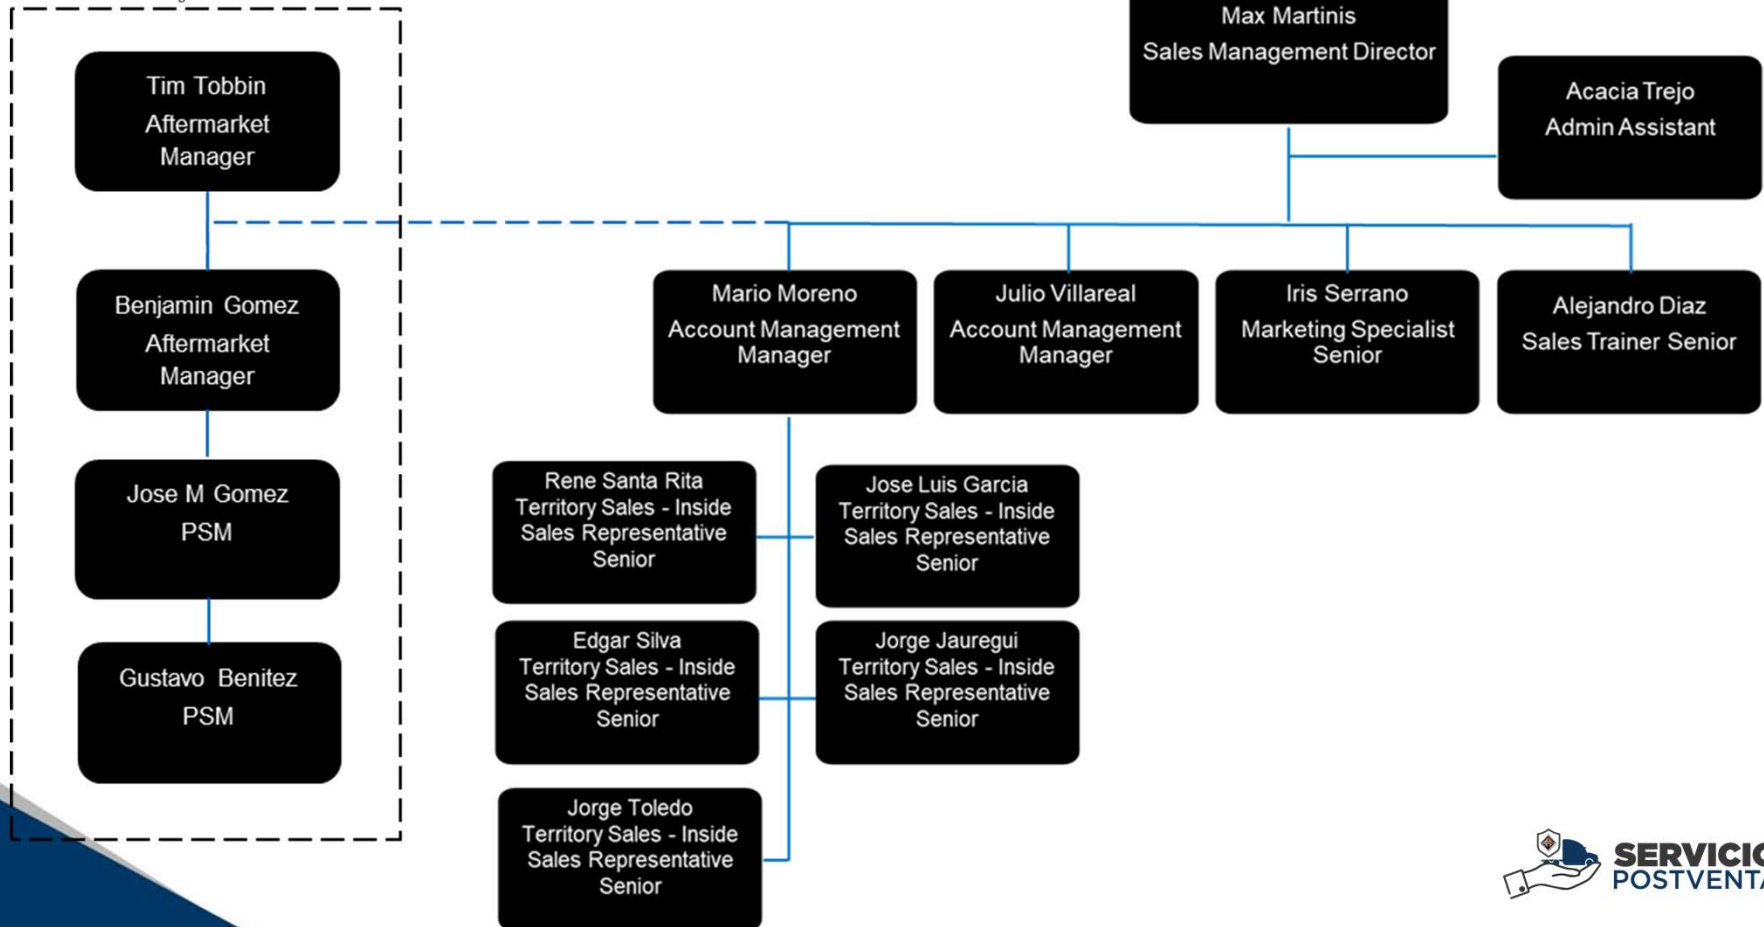 Tim Tobbin
Aftermarket
Manager
Benjamin Gomez
Aftermarket
Manager
Jose M Gomez
PSM
Gustavo Benitez
PSM
Max Martinis
Sales Management Director
Acacia Trejo
Admin Assistant
Mario Moreno
Account Management
Manager
Julio Villareal
Account Management
Manager
Iris Serrano
Marketing Specialist
Senior
Alejandro Diaz
Sales Trainer Senior
Rene Santa Rita
Territory Sales - Inside
Sales Representative
Senior
Jose Luis Garcia
Territory Sales - Inside
Sales Representative
Senior
Edgar Silva
Territory Sales - Inside
Sales Representative
Senior
Jorge Jauregui
Territory Sales - Inside
Sales Representative
Senior
Jorge Toledo
Territory Sales - Inside
Sales Representative
Senior
SERVICIO
POSTVENTA